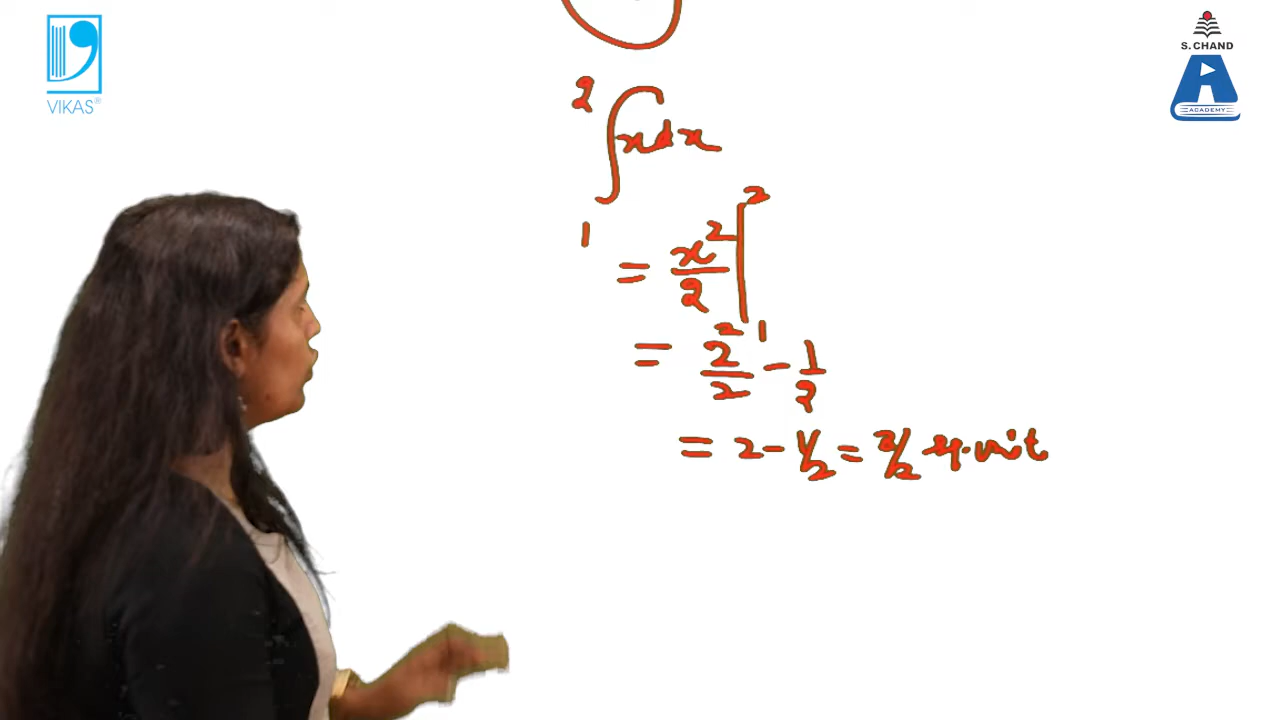 VIKAS®
S. CHAND
ACADEMY
2
∫ x dx
1
= x²/2 |₁²
= 2²/2 - 1/2
= 2 - 1/2 = 3/2 sq. unit